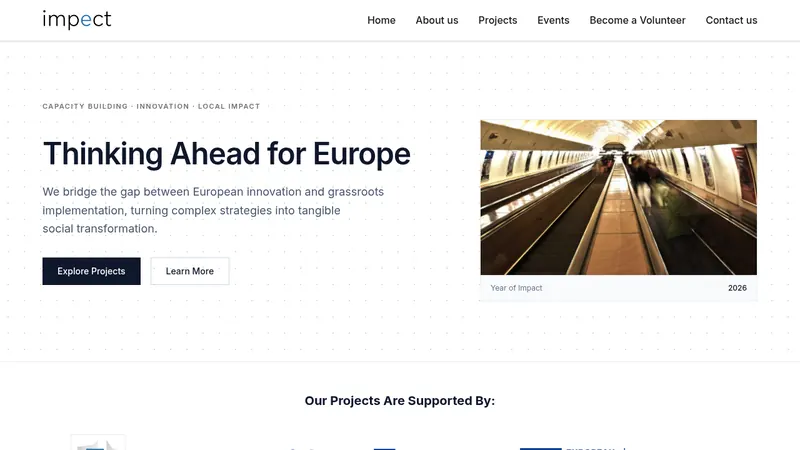 impect
Home About us Projects Events Become a Volunteer Contact us
CAPACITY BUILDING · INNOVATION · LOCAL IMPACT
Thinking Ahead for Europe
We bridge the gap between European innovation and grassroots
implementation, turning complex strategies into tangible
social transformation.
Explore Projects Learn More
Year of Impact 2026
Our Projects Are Supported By: